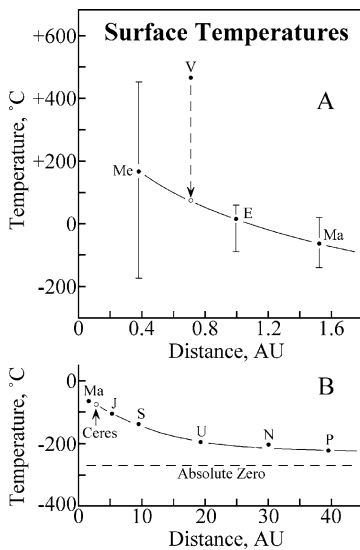 Surface Temperatures
+600
+400
+200
0
-200
Temperature, °C
V
A
Me
E
Ma
0
0.4
0.8
1.2
1.6
Distance, AU
0
-200
-400
Temperature, °C
B
Ma
J
S
U
N
P
Ceres
Absolute Zero
0
10
20
30
40
Distance, AU